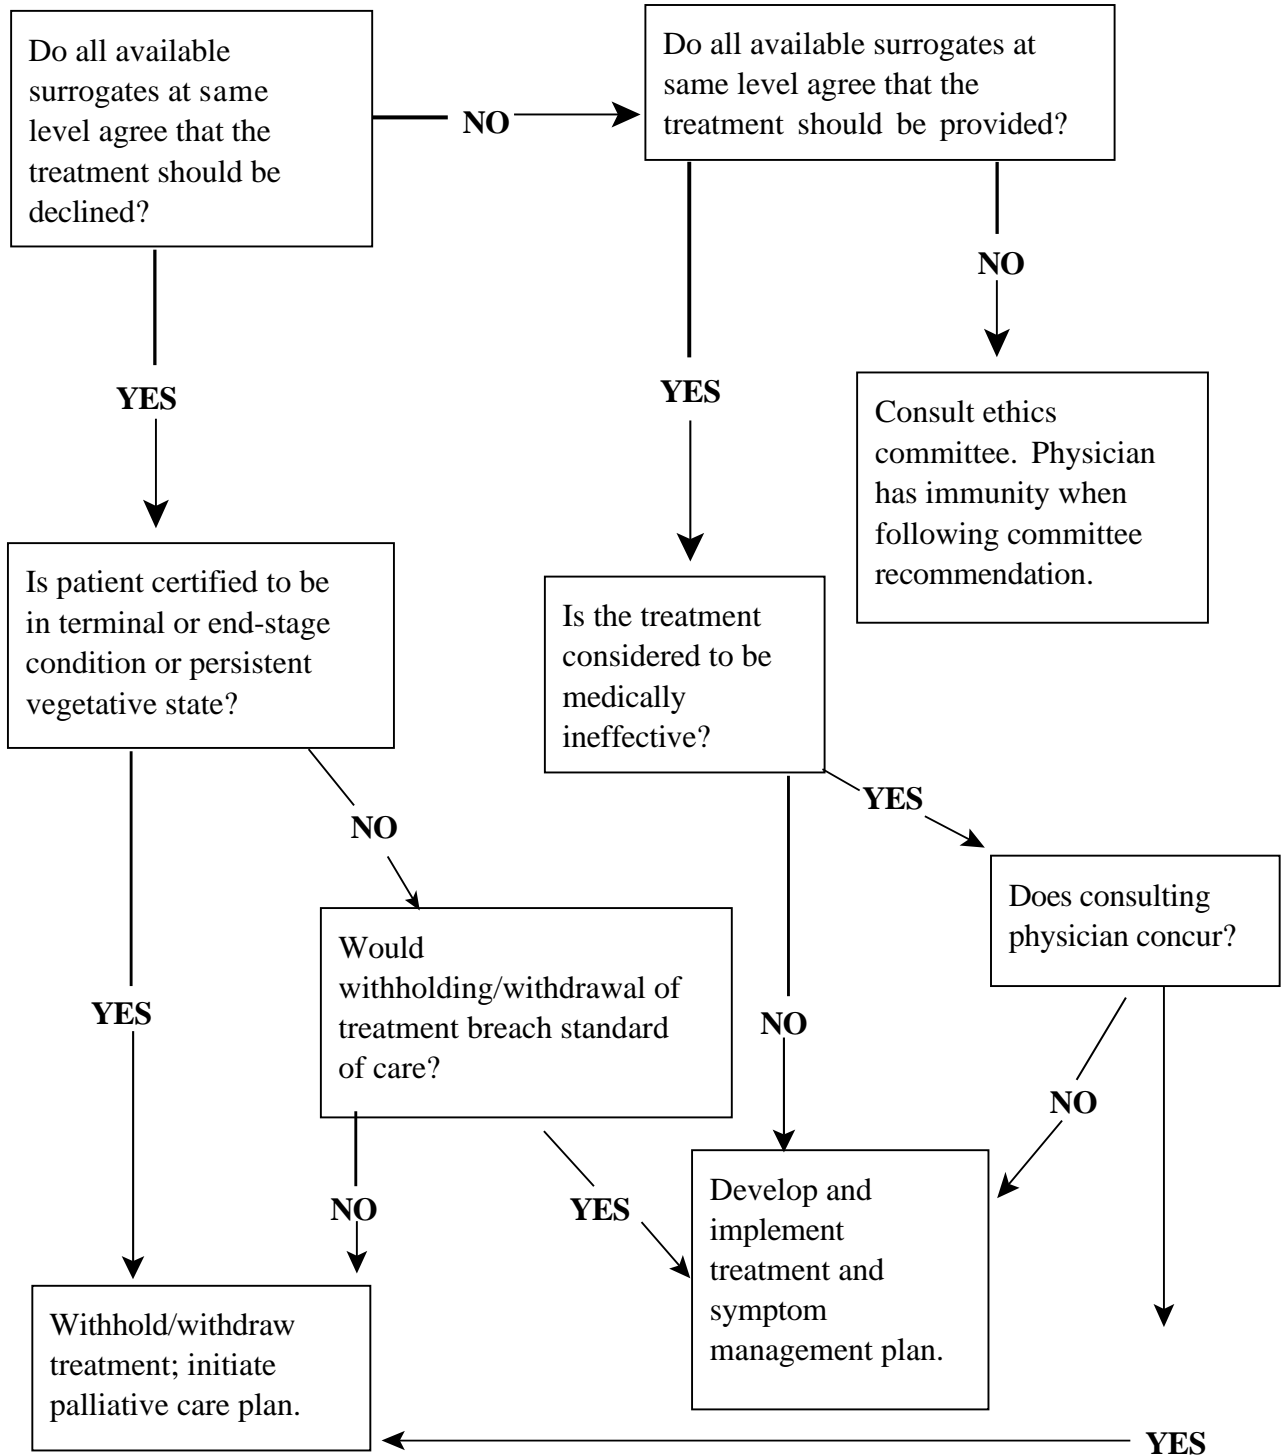 Do all available
surrogates at same
level agree that the
treatment should be
declined?
NO
Do all available surrogates at
same level agree that the
treatment should be provided?
YES
YES
NO
Consult ethics
committee. Physician
has immunity when
following committee
recommendation.
Is patient certified to be
in terminal or end-stage
condition or persistent
vegetative state?
Is the treatment
considered to be
medically
ineffective?
NO
YES
Does consulting
physician concur?
Would
withholding/withdrawal of
treatment breach standard
of care?
YES
NO
NO
NO
YES
Develop and
implement
treatment and
symptom
management plan.
Withhold/withdraw
treatment; initiate
palliative care plan.
YES